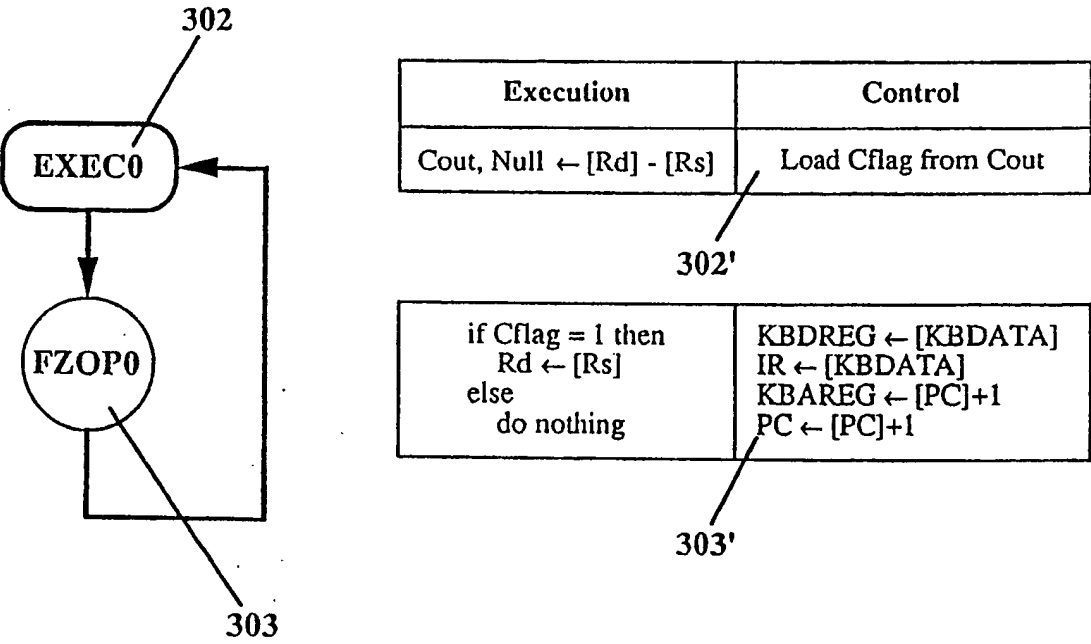 302
EXEC0
FZOP0
303
Execution Control
Cout, Null ← [Rd] - [Rs] Load Cflag from Cout
302'
if Cflag = 1 then KBDREG ← [KBDATA]
Rd ← [Rs] IR ← [KBDATA]
else KBAREG ← [PC]+1
do nothing PC ← [PC]+1
303'